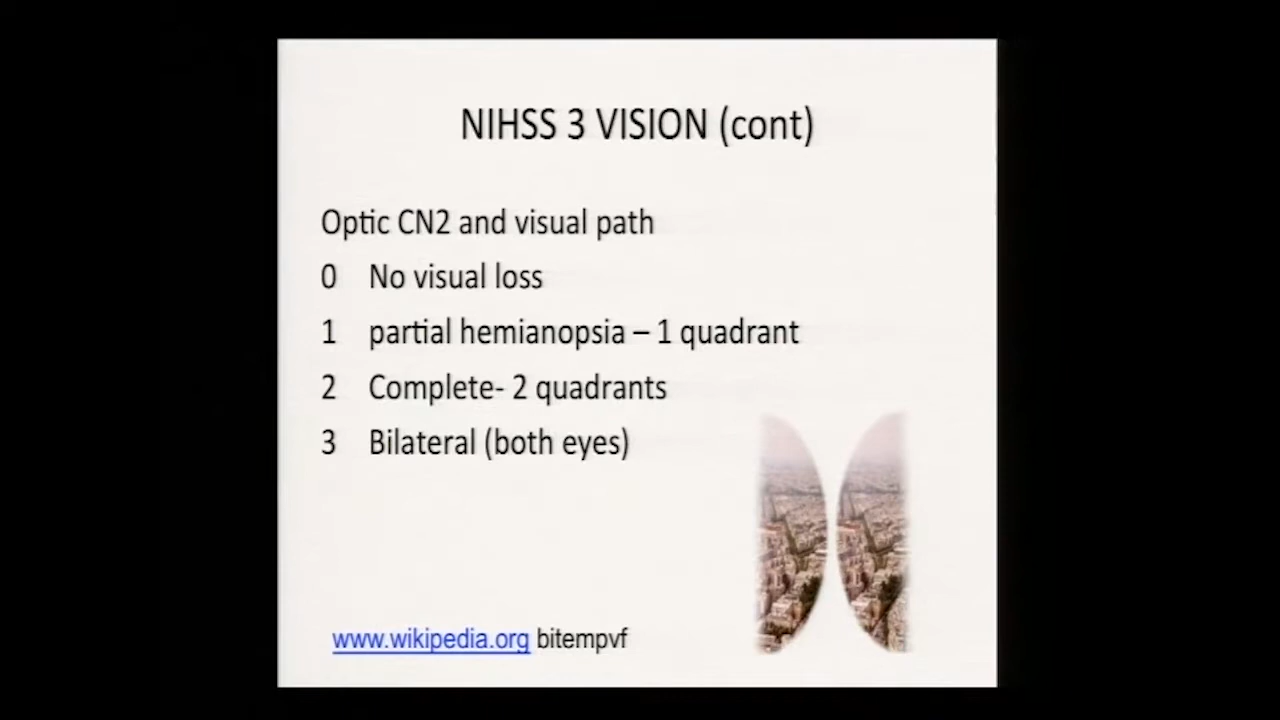 NIHSS 3 VISION (cont)
Optic CN2 and visual path
0 No visual loss
1 partial hemianopsia – 1 quadrant
2 Complete- 2 quadrants
3 Bilateral (both eyes)
www.wikipedia.org bitempvf